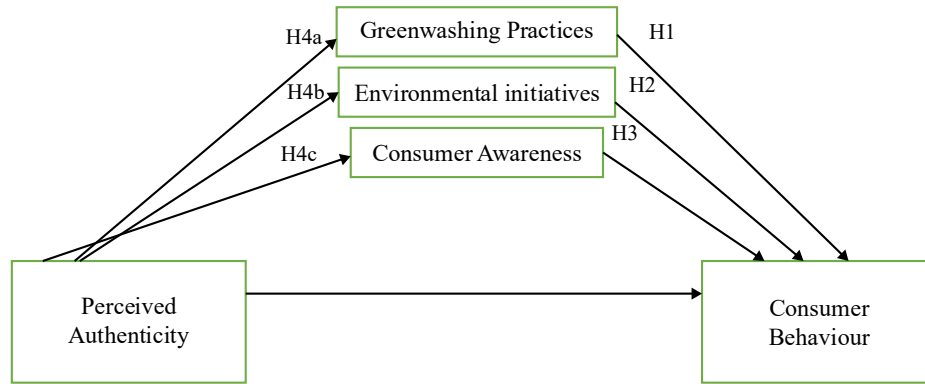 Greenwashing Practices
H4a
H1
Environmental initiatives
H4b
H2
Consumer Awareness
H4c
H3
Perceived
Authenticity
Consumer
Behaviour